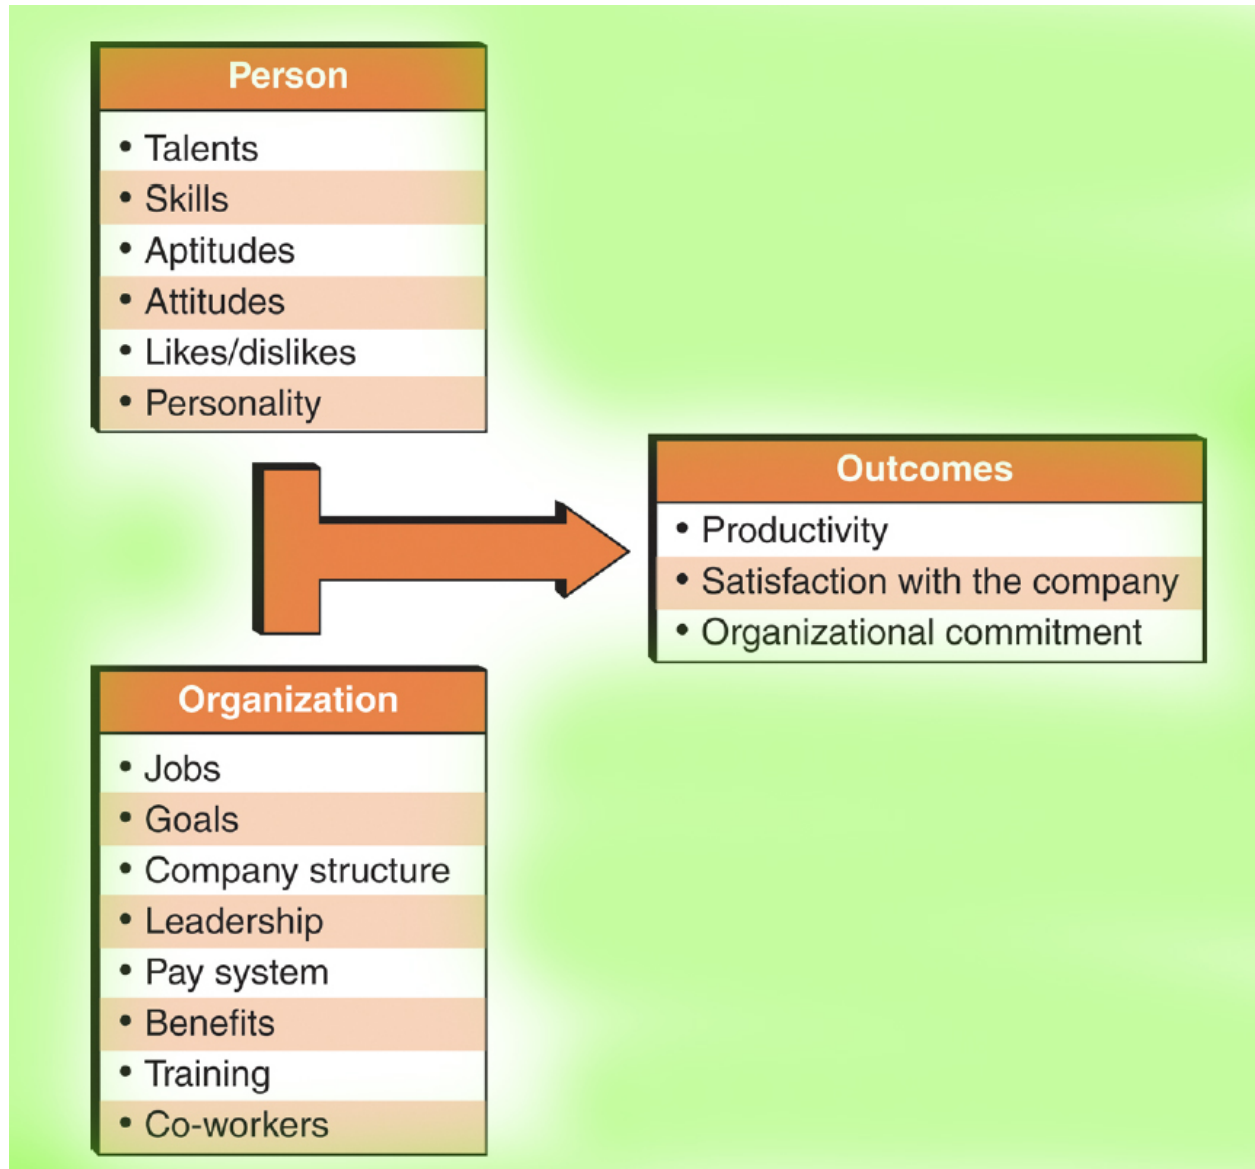 Person
• Talents
• Skills
• Aptitudes
• Attitudes
• Likes/dislikes
• Personality
Outcomes
• Productivity
• Satisfaction with the company
• Organizational commitment
Organization
• Jobs
• Goals
• Company structure
• Leadership
• Pay system
• Benefits
• Training
• Co-workers